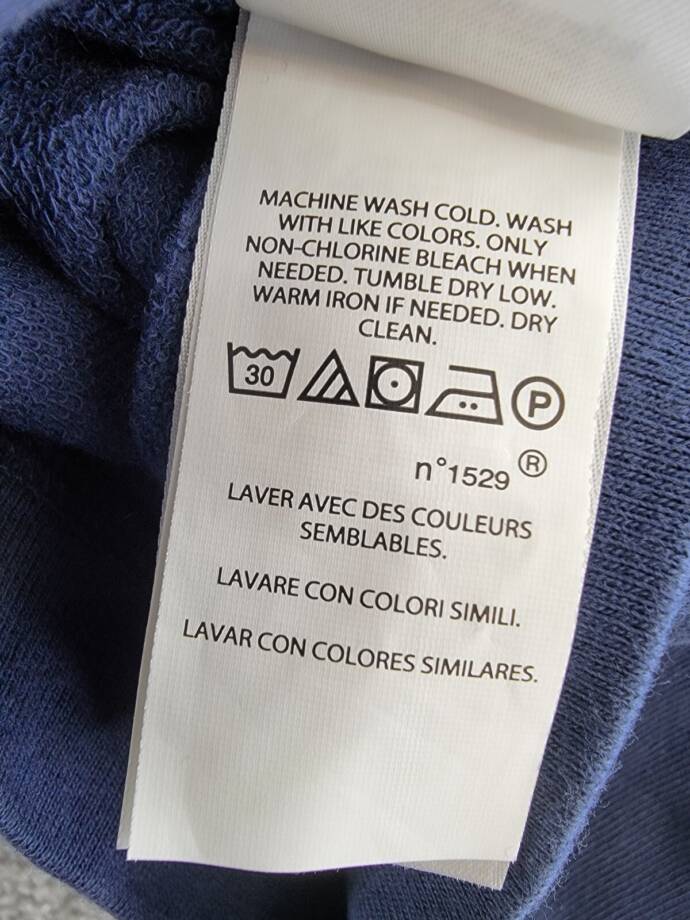 MACHINE WASH COLD. WASH
WITH LIKE COLORS. ONLY
NON-CHLORINE BLEACH WHEN
NEEDED. TUMBLE DRY LOW.
WARM IRON IF NEEDED. DRY
CLEAN.
30 P
n°1529 ®
LAVER AVEC DES COULEURS
SEMBLABLES.
LAVARE CON COLORI SIMILI.
LAVAR CON COLORES SIMILARES.